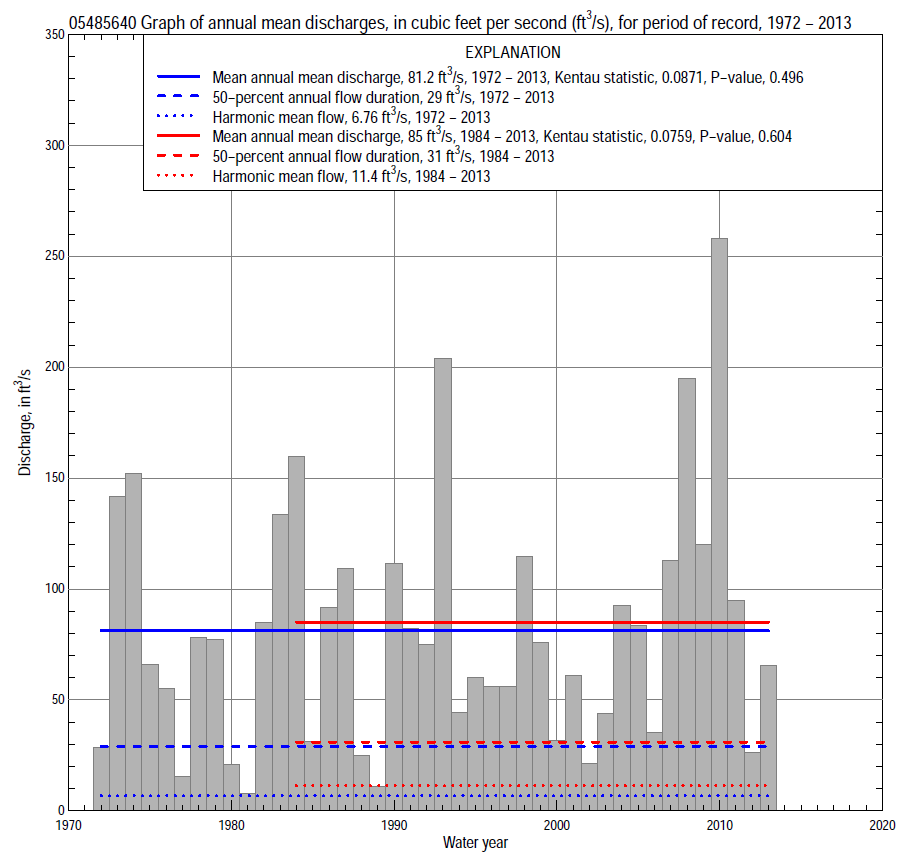 05485640 Graph of annual mean discharges, in cubic feet per second (ft³/s), for period of record, 1972 – 2013
EXPLANATION
Mean annual mean discharge, 81.2 ft³/s, 1972 – 2013, Kentau statistic, 0.0871, P–value, 0.496
50–percent annual flow duration, 29 ft³/s, 1972 – 2013
Harmonic mean flow, 6.76 ft³/s, 1972 – 2013
Mean annual mean discharge, 85 ft³/s, 1984 – 2013, Kentau statistic, 0.0759, P–value, 0.604
50–percent annual flow duration, 31 ft³/s, 1984 – 2013
Harmonic mean flow, 11.4 ft³/s, 1984 – 2013
350
300
250
200
150
100
50
0
Discharge, in ft³/s
1970 1980 1990 2000 2010 2020
Water year